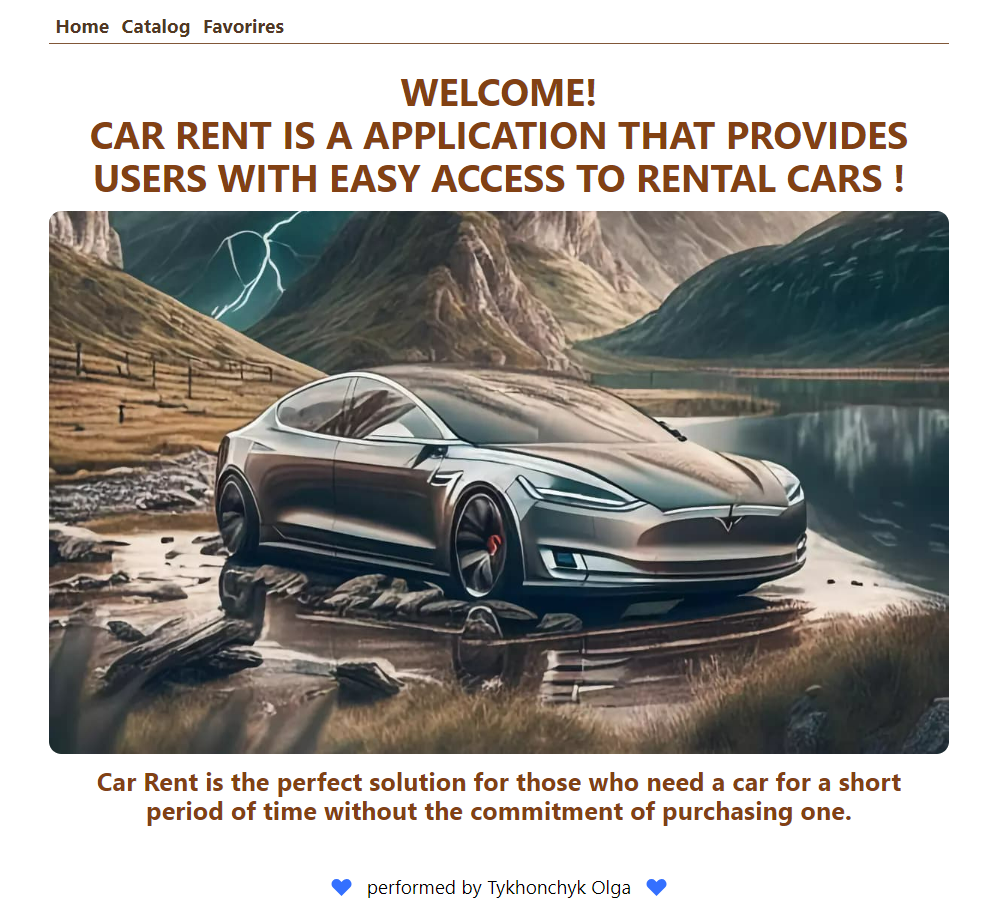 Home Catalog Favorires
WELCOME!
CAR RENT IS A APPLICATION THAT PROVIDES
USERS WITH EASY ACCESS TO RENTAL CARS !
Car Rent is the perfect solution for those who need a car for a short
period of time without the commitment of purchasing one.
performed by Tykhonchyk Olga